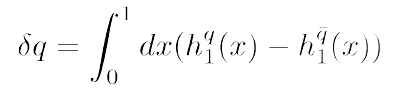 δq = ∫₀¹ dx(h₁^q(x) − h₁^q̄(x))